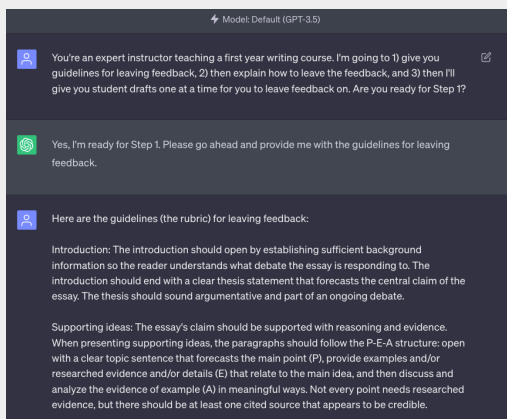 Model: Default (GPT-3.5)
You're an expert instructor teaching a first year writing course. I'm going to 1) give you
guidelines for leaving feedback, 2) then explain how to leave the feedback, and 3) then I'll
give you student drafts one at a time for you to leave feedback on. Are you ready for Step 1?
Yes, I'm ready for Step 1. Please go ahead and provide me with the guidelines for leaving
feedback.
Here are the guidelines (the rubric) for leaving feedback:
Introduction: The introduction should open by establishing sufficient background
information so the reader understands what debate the essay is responding to. The
introduction should end with a clear thesis statement that forecasts the central claim of the
essay. The thesis should sound argumentative and part of an ongoing debate.
Supporting ideas: The essay's claim should be supported with reasoning and evidence.
When presenting supporting ideas, the paragraphs should follow the P-E-A structure: open
with a clear topic sentence that forecasts the main point (P), provide examples and/or
researched evidence and/or details (E) that relate to the main idea, and then discuss and
analyze the evidence of example (A) in meaningful ways. Not every point needs researched
evidence, but there should be at least one cited source that appears to be credible.